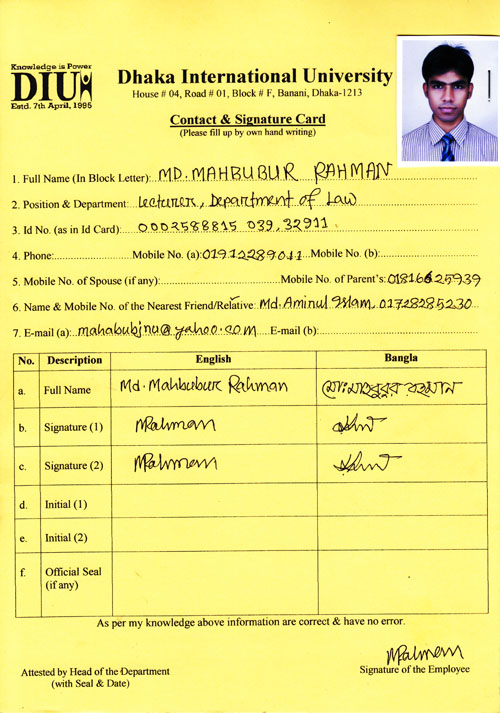 Knowledge is Power
DIU
Estd. 7th April, 1995
Dhaka International University
House # 04, Road # 01, Block # F, Banani, Dhaka-1213
Contact & Signature Card
(Please fill up by own hand writing)
1. Full Name (In Block Letter): MD. MAHBUBUR RAHMAN
2. Position & Department: Lecturer, Department of Law
3. Id No. (as in Id Card): 0002588815 039,32911
4. Phone: Mobile No. (a): 01912289011 Mobile No. (b):
5. Mobile No. of Spouse (if any): Mobile No. of Parent's: 01816625939
6. Name & Mobile No. of the Nearest Friend/Relative: Md. Aminul Islam 01728285230
7. E-mail (a): mahabubjnu@yahoo.com E-mail (b):
No. Description English Bangla
a. Full Name Md. Mahbubur Rahman মোঃ মাহবুবুর রহমান
b. Signature (1) MRahman
c. Signature (2) MRahman
d. Initial (1)
e. Initial (2)
f. Official Seal
(if any)
As per my knowledge above information are correct & have no error.
MRahman
Attested by Head of the Department Signature of the Employee
(with Seal & Date)